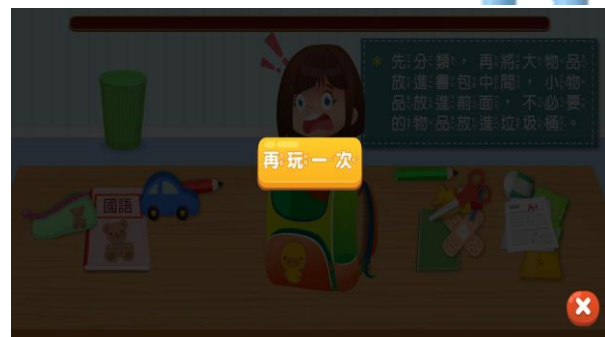 先分類，再將大物品
放進書包中間，小物
品放進前面，不必要
的物品放進垃圾桶。
再玩一次
國語
A+